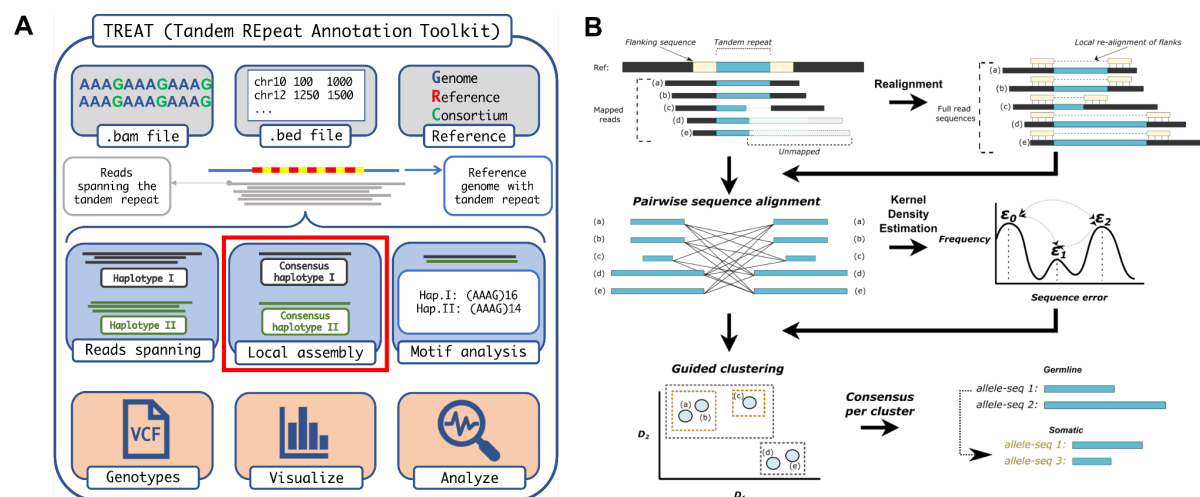 A
TREAT (Tandem REpeat Annotation Toolkit)
AAAGAAAGAAAG
AAAGAAAGAAAG
.bam file
chr10 100 1000
chr12 1250 1500
...
.bed file
Genome
Reference
Consortium
Reference
Reads
spanning the
tandem repeat
Reference
genome with
tandem repeat
Haplotype I
Haplotype II
Reads spanning
Consensus
haplotype I
Consensus
haplotype II
Local assembly
Hap.I: (AAAG)16
Hap.II: (AAAG)14
Motif analysis
VCF
Genotypes
Visualize
Analyze
B
Flanking sequence
Tandem repeat
Ref:
(a)
(b)
(c)
(d)
(e)
Mapped
reads
Unmapped
Realignment
Local re-alignment of flanks
Full read
sequences
(a)
(b)
(c)
(d)
(e)
Pairwise sequence alignment
(a)
(b)
(c)
(d)
(e)
(a)
(b)
(c)
(d)
(e)
Kernel
Density
Estimation
Frequency
ε0
ε1
ε2
Sequence error
Guided clustering
(a)
(b)
(c)
(d)
(e)
D2
D1
Consensus
per cluster
Germline
allele-seq 1:
allele-seq 2:
Somatic
allele-seq 1:
allele-seq 3: